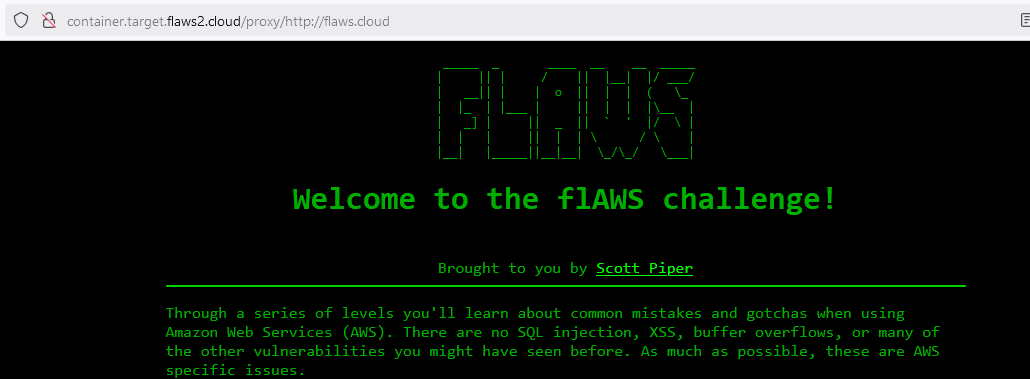 container.target.flaws2.cloud/proxy/http://flaws.cloud
FLAWS
Welcome to the flAWS challenge!
Brought to you by Scott Piper
Through a series of levels you'll learn about common mistakes and gotchas when using
Amazon Web Services (AWS). There are no SQL injection, XSS, buffer overflows, or many of
the other vulnerabilities you might have seen before. As much as possible, these are AWS
specific issues.